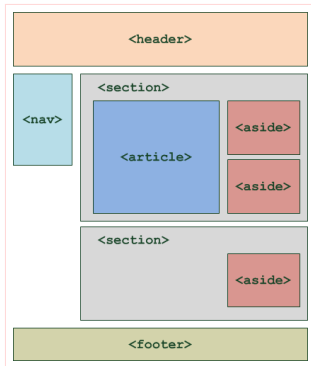 <header>
<nav>
<section>
<article>
<aside>
<aside>
<section>
<aside>
<footer>